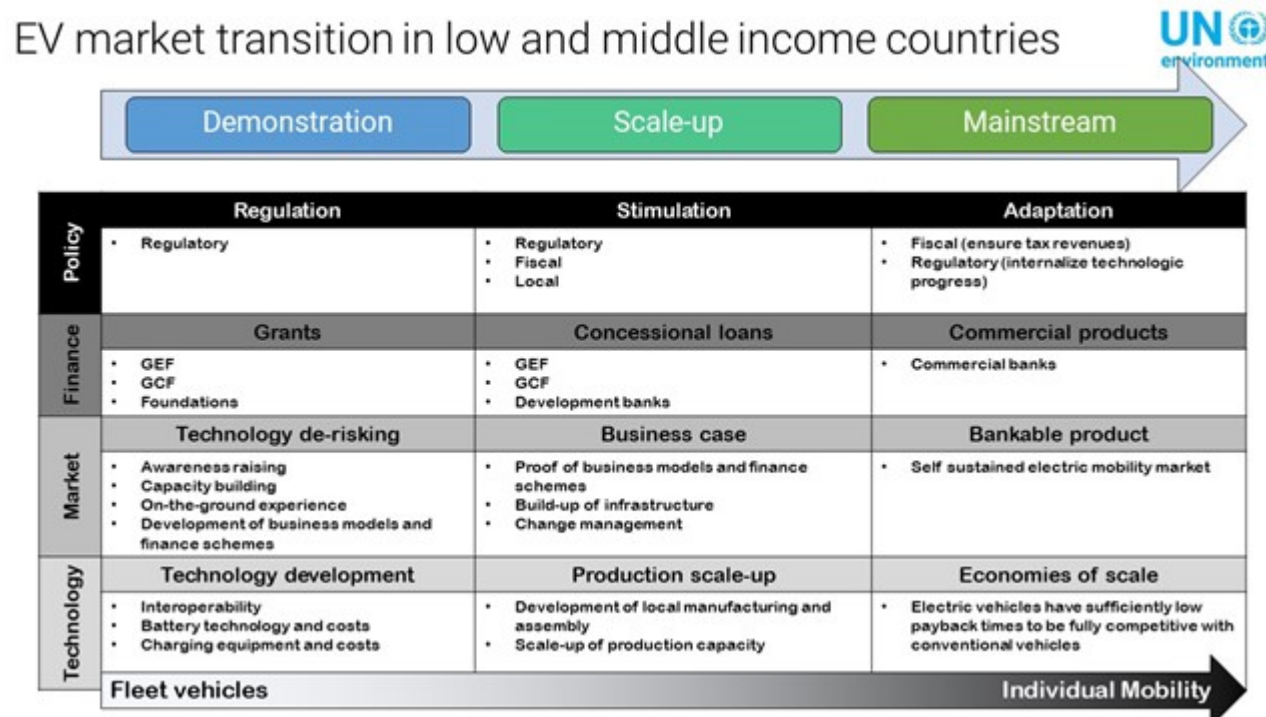 EV market transition in low and middle income countries
UN
environment
Demonstration
Scale-up
Mainstream
Policy
Regulation
Stimulation
Adaptation
• Regulatory
• Regulatory
• Fiscal
• Local
• Fiscal (ensure tax revenues)
• Regulatory (internalize technologic
progress)
Finance
Grants
Concessional loans
Commercial products
• GEF
• GCF
• Foundations
• GEF
• GCF
• Development banks
• Commercial banks
Market
Technology de-risking
Business case
Bankable product
• Awareness raising
• Capacity building
• On-the-ground experience
• Development of business models and
finance schemes
• Proof of business models and finance
schemes
• Build-up of infrastructure
• Change management
• Self sustained electric mobility market
Technology
Technology development
Production scale-up
Economies of scale
• Interoperability
• Battery technology and costs
• Charging equipment and costs
• Development of local manufacturing and
assembly
• Scale-up of production capacity
• Electric vehicles have sufficiently low
payback times to be fully competitive with
conventional vehicles
Fleet vehicles
Individual Mobility